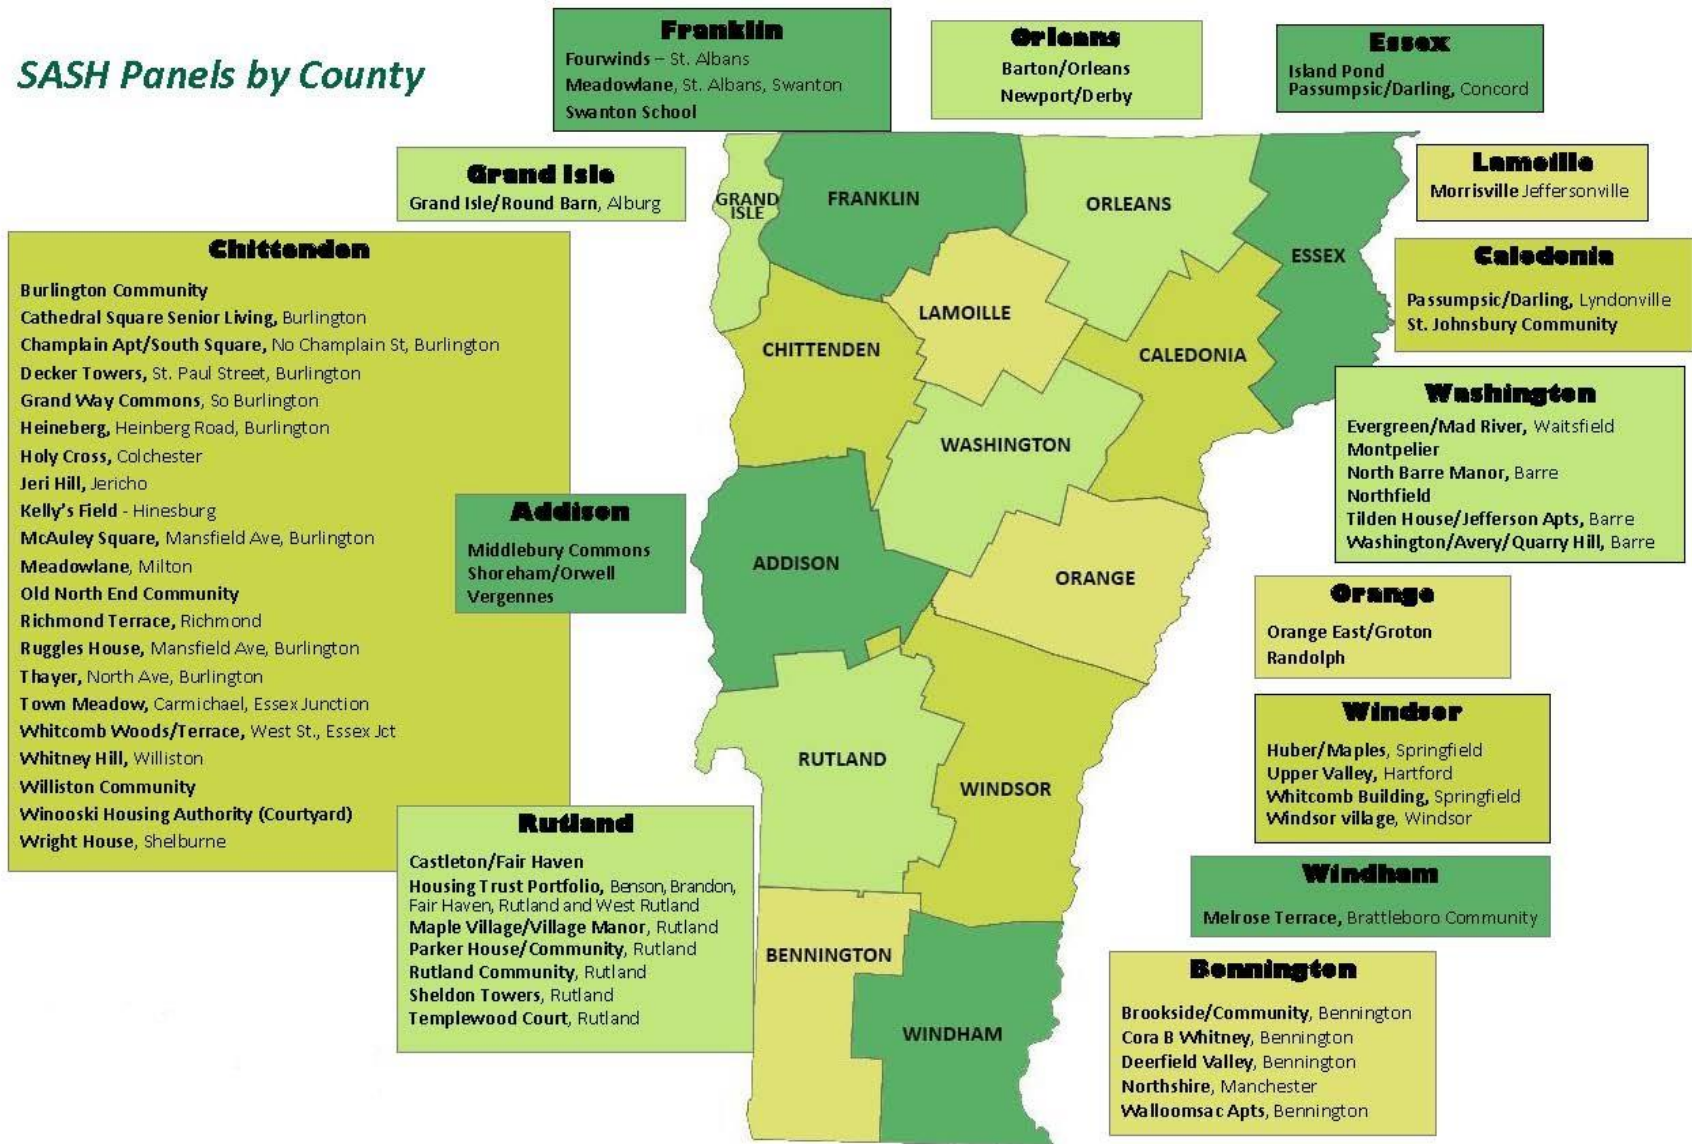 SASH Panels by County
Franklin
Fourwinds – St. Albans
Meadowlane, St. Albans, Swanton
Swanton School
Orleans
Barton/Orleans
Newport/Derby
Essex
Island Pond
Passumpsic/Darling, Concord
Grand Isle
Grand Isle/Round Barn, Alburg
Lamoille
Morrisville Jeffersonville
Chittenden
Burlington Community
Cathedral Square Senior Living, Burlington
Champlain Apt/South Square, No Champlain St, Burlington
Decker Towers, St. Paul Street, Burlington
Grand Way Commons, So Burlington
Heineberg, Heinberg Road, Burlington
Holy Cross, Colchester
Jeri Hill, Jericho
Kelly's Field - Hinesburg
McAuley Square, Mansfield Ave, Burlington
Meadowlane, Milton
Old North End Community
Richmond Terrace, Richmond
Ruggles House, Mansfield Ave, Burlington
Thayer, North Ave, Burlington
Town Meadow, Carmichael, Essex Junction
Whitcomb Woods/Terrace, West St., Essex Jct
Whitney Hill, Williston
Williston Community
Winooski Housing Authority (Courtyard)
Wright House, Shelburne
Caledonia
Passumpsic/Darling, Lyndonville
St. Johnsbury Community
Washington
Evergreen/Mad River, Waitsfield
Montpelier
North Barre Manor, Barre
Northfield
Tilden House/Jefferson Apts, Barre
Washington/Avery/Quarry Hill, Barre
Addison
Middlebury Commons
Shoreham/Orwell
Vergennes
Orange
Orange East/Groton
Randolph
Windsor
Huber/Maples, Springfield
Upper Valley, Hartford
Whitcomb Building, Springfield
Windsor village, Windsor
Rutland
Castleton/Fair Haven
Housing Trust Portfolio, Benson, Brandon,
Fair Haven, Rutland and West Rutland
Maple Village/Village Manor, Rutland
Parker House/Community, Rutland
Rutland Community, Rutland
Sheldon Towers, Rutland
Templewood Court, Rutland
Windham
Melrose Terrace, Brattleboro Community
Bennington
Brookside/Community, Bennington
Cora B Whitney, Bennington
Deerfield Valley, Bennington
Northshire, Manchester
Walloomsac Apts, Bennington
GRAND
ISLE
FRANKLIN
ORLEANS
ESSEX
LAMOILLE
CHITTENDEN
CALEDONIA
WASHINGTON
ADDISON
ORANGE
RUTLAND
WINDSOR
BENNINGTON
WINDHAM